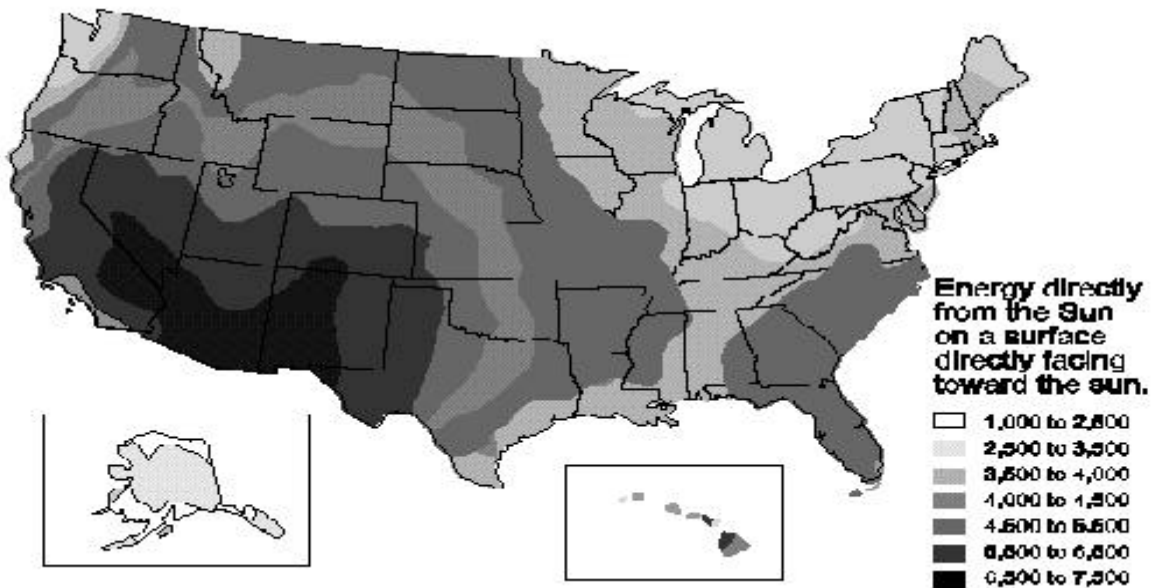 Energy directly
from the Sun
on a surface
directly facing
toward the sun.
1,000 to 2,500
2,500 to 3,500
3,500 to 4,000
4,000 to 4,500
4,500 to 5,500
5,500 to 6,500
6,500 to 7,500